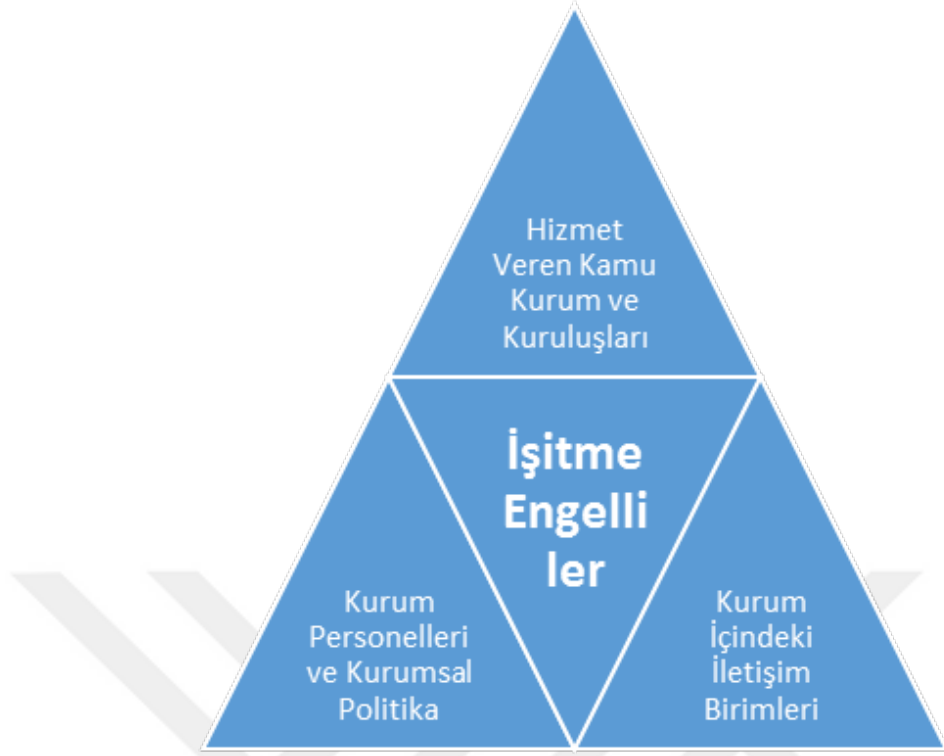 Hizmet
Veren Kamu
Kurum ve
Kuruluşları
İşitme
Engelli
ler
Kurum
Personelleri
ve Kurumsal
Politika
Kurum
İçindeki
İletişim
Birimleri